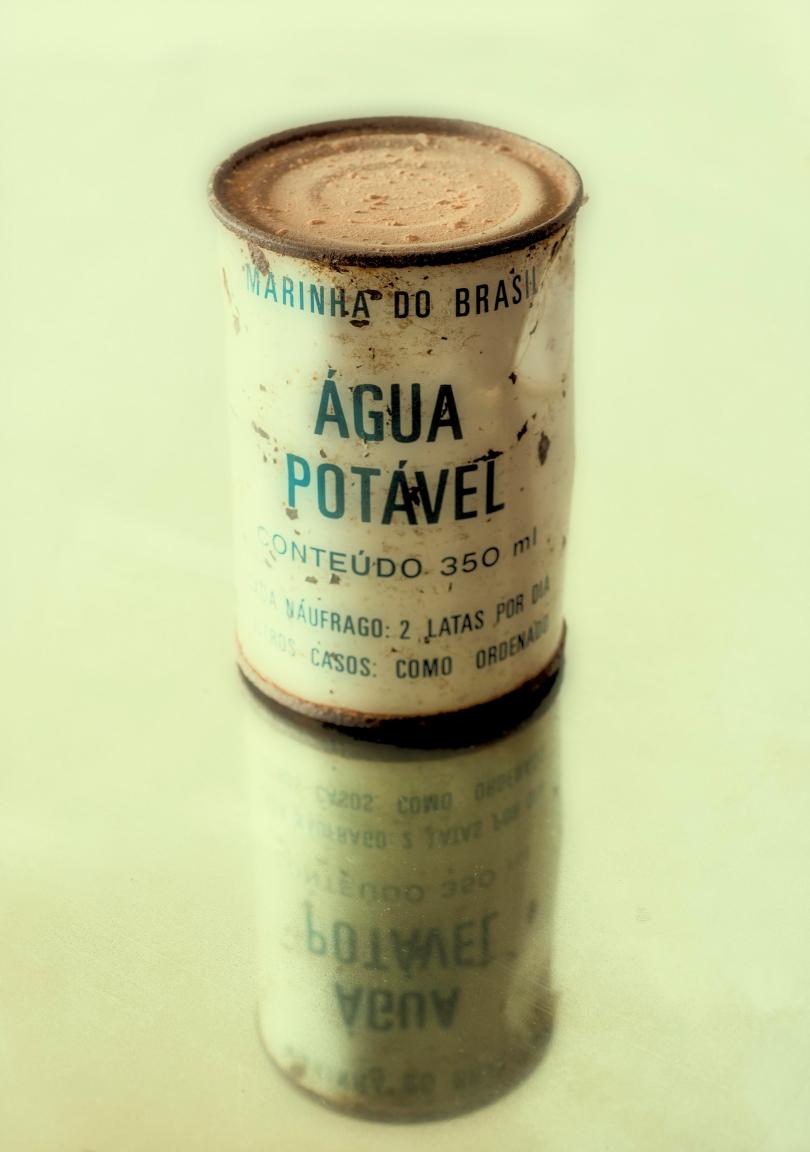 MARINHA DO BRASIL
ÁGUA
POTÁVEL
CONTEÚDO 350 ml
NÁUFRAGO: 2 LATAS POR DIA
CASOS: COMO ORDENADO